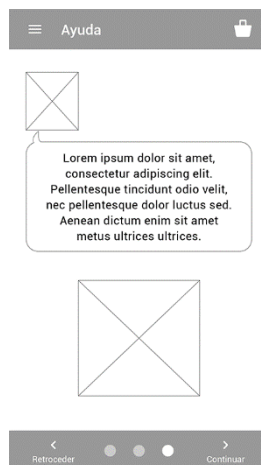 Ayuda
Lorem ipsum dolor sit amet,
consectetur adipiscing elit.
Pellentesque tincidunt odio velit,
nec pellentesque dolor luctus sed.
Aenean dictum enim sit amet
metus ultrices ultrices.
Retroceder
Continuar